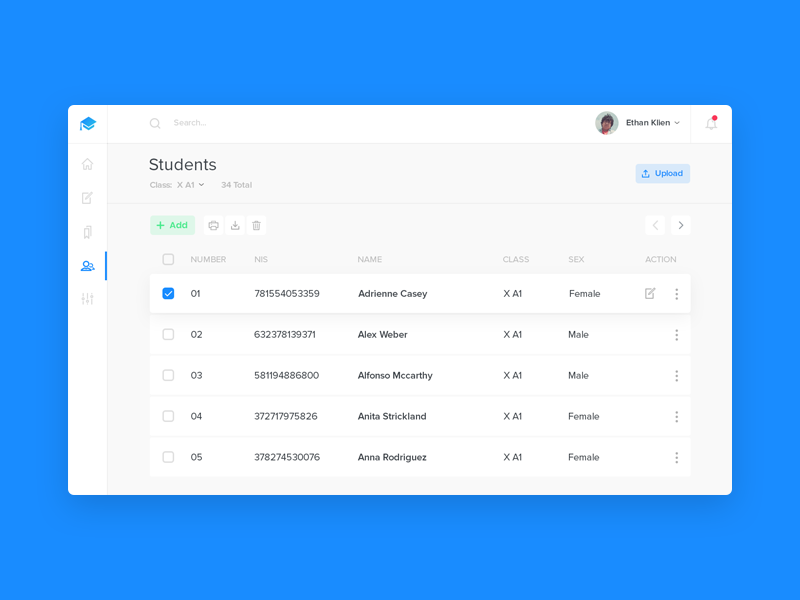 Search...
Ethan Klien
Students
Upload
Class: X A1
34 Total
+ Add
NUMBER NIS NAME CLASS SEX ACTION
01 781554053359 Adrienne Casey X A1 Female
02 632378139371 Alex Weber X A1 Male
03 581194886800 Alfonso Mccarthy X A1 Male
04 372717975826 Anita Strickland X A1 Female
05 378274530076 Anna Rodriguez X A1 Female